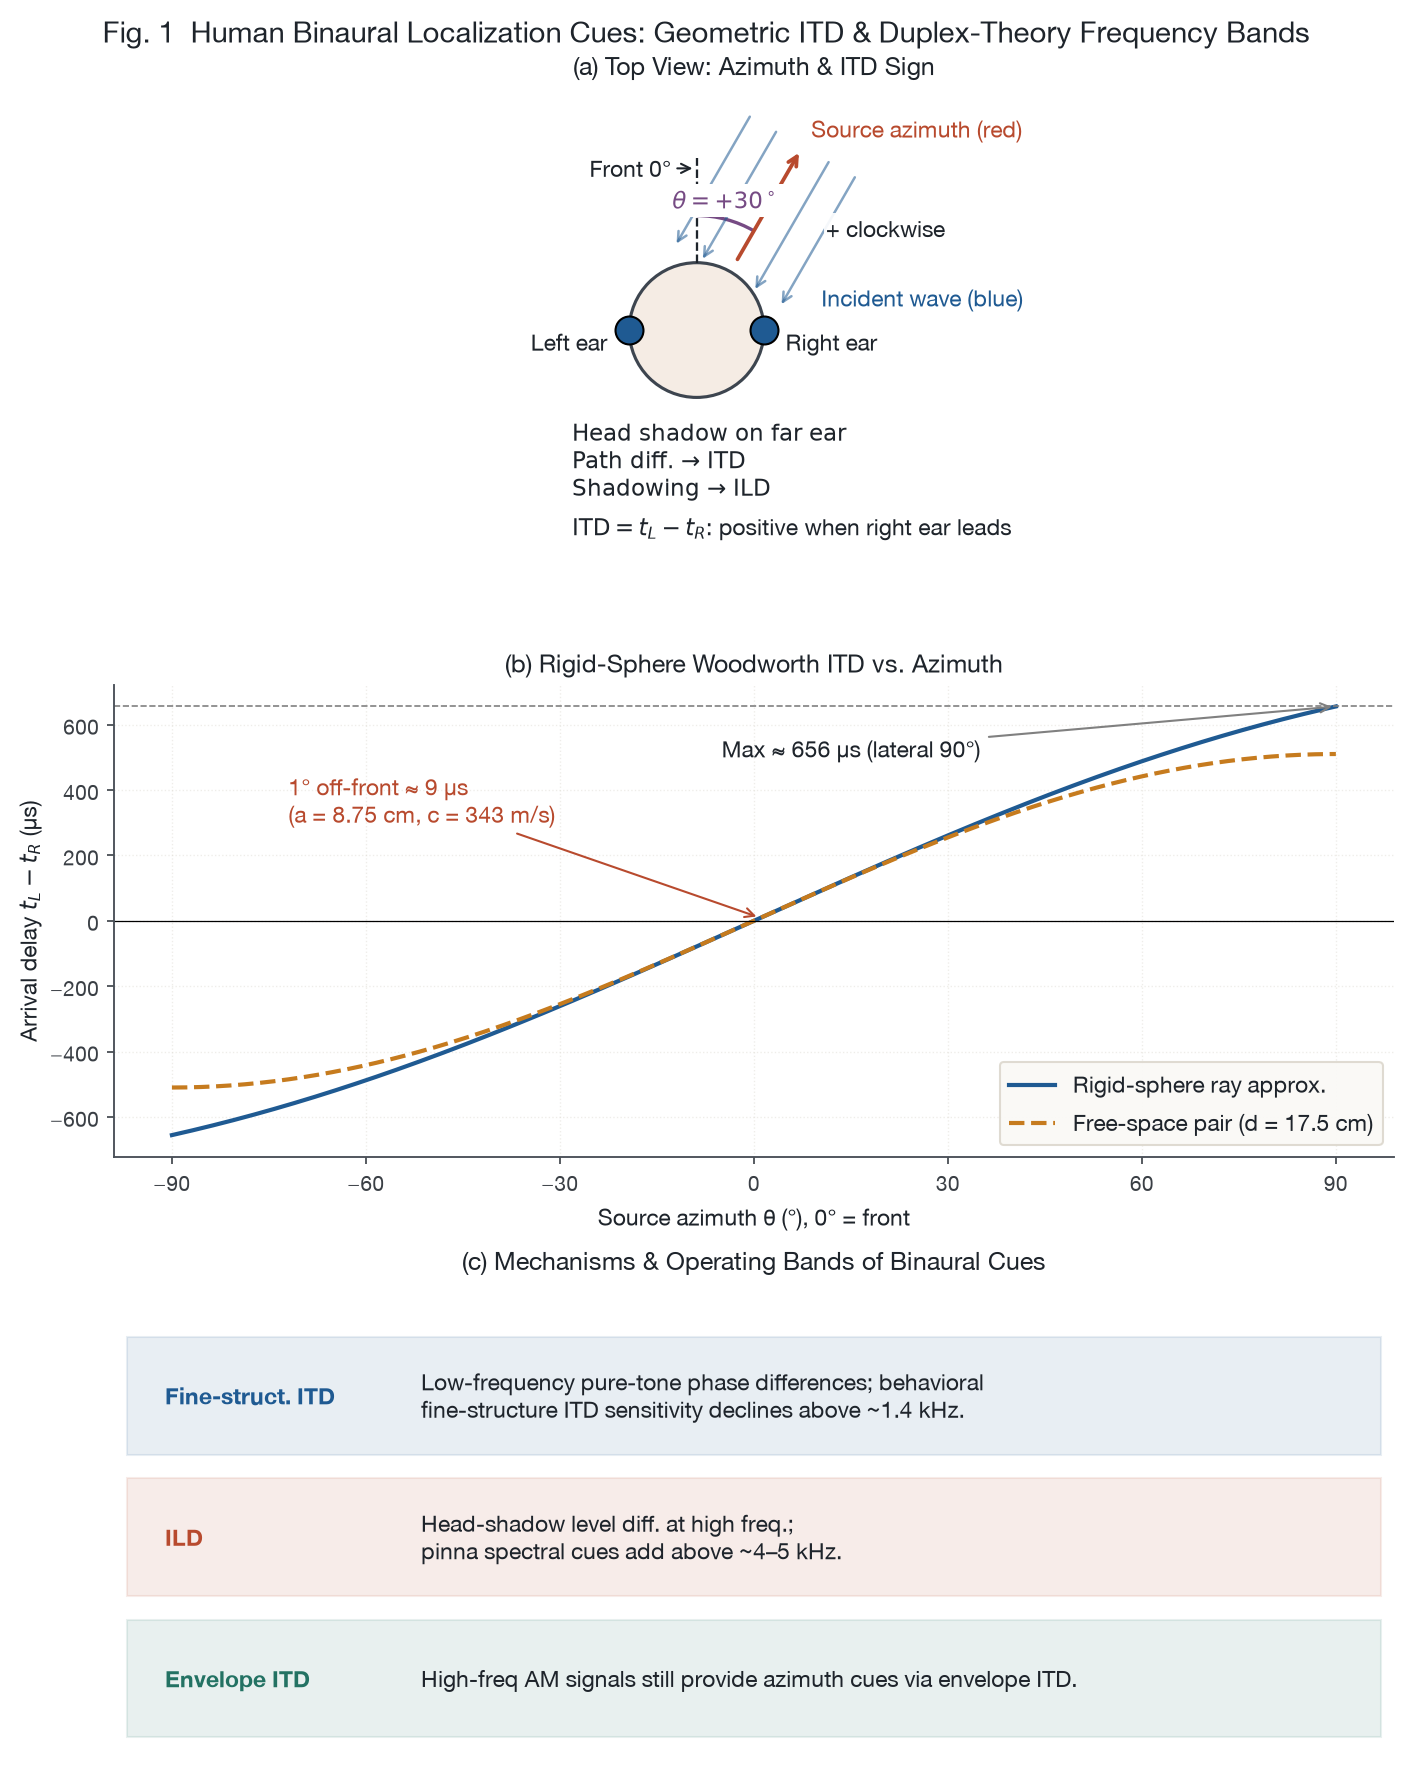 Fig. 1  Human Binaural Localization Cues: Geometric ITD & Duplex-Theory Frequency Bands
(a) Top View: Azimuth & ITD Sign
Source azimuth (red)
Front 0°
θ = +30°
+ clockwise
Incident wave (blue)
Left ear
Right ear
Head shadow on far ear
Path diff. → ITD
Shadowing → ILD
ITD = t_L − t_R: positive when right ear leads
(b) Rigid-Sphere Woodworth ITD vs. Azimuth
Arrival delay t_L − t_R (µs)
600
400
200
0
−200
−400
−600
Max ≈ 656 µs (lateral 90°)
1° off-front ≈ 9 µs
(a = 8.75 cm, c = 343 m/s)
Rigid-sphere ray approx.
Free-space pair (d = 17.5 cm)
−90
−60
−30
0
30
60
90
Source azimuth θ (°), 0° = front
(c) Mechanisms & Operating Bands of Binaural Cues
Fine-struct. ITD
Low-frequency pure-tone phase differences; behavioral
fine-structure ITD sensitivity declines above ~1.4 kHz.
ILD
Head-shadow level diff. at high freq.;
pinna spectral cues add above ~4–5 kHz.
Envelope ITD
High-freq AM signals still provide azimuth cues via envelope ITD.